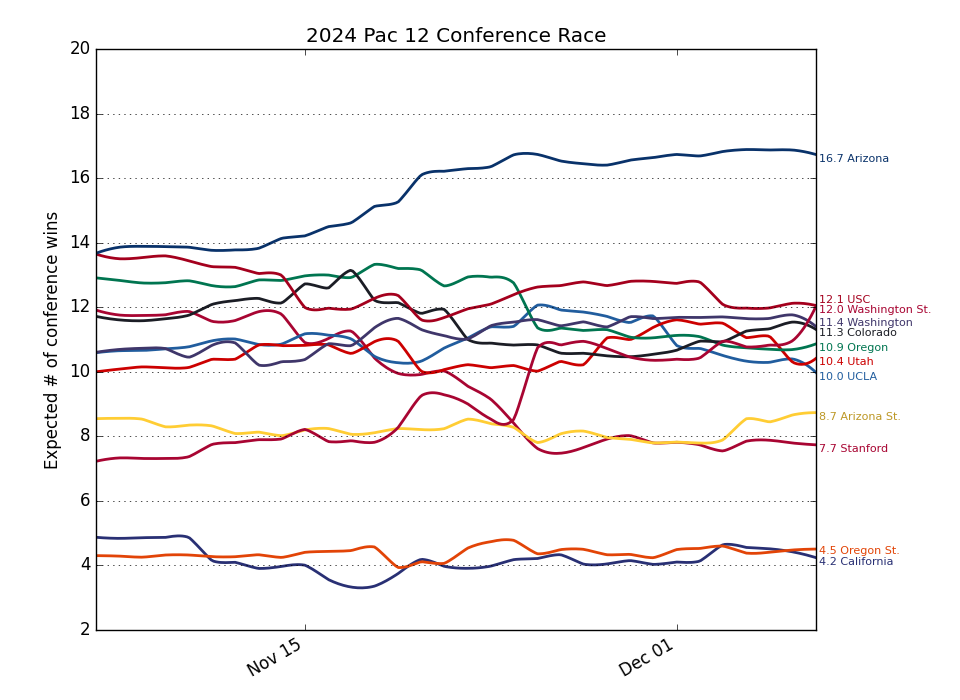 2024 Pac 12 Conference Race
Expected # of conference wins
20
18
16
14
12
10
8
6
4
2
Nov 15
Dec 01
16.7 Arizona
12.1 USC
12.0 Washington St.
11.4 Washington
11.3 Colorado
10.9 Oregon
10.4 Utah
10.0 UCLA
8.7 Arizona St.
7.7 Stanford
4.5 Oregon St.
4.2 California